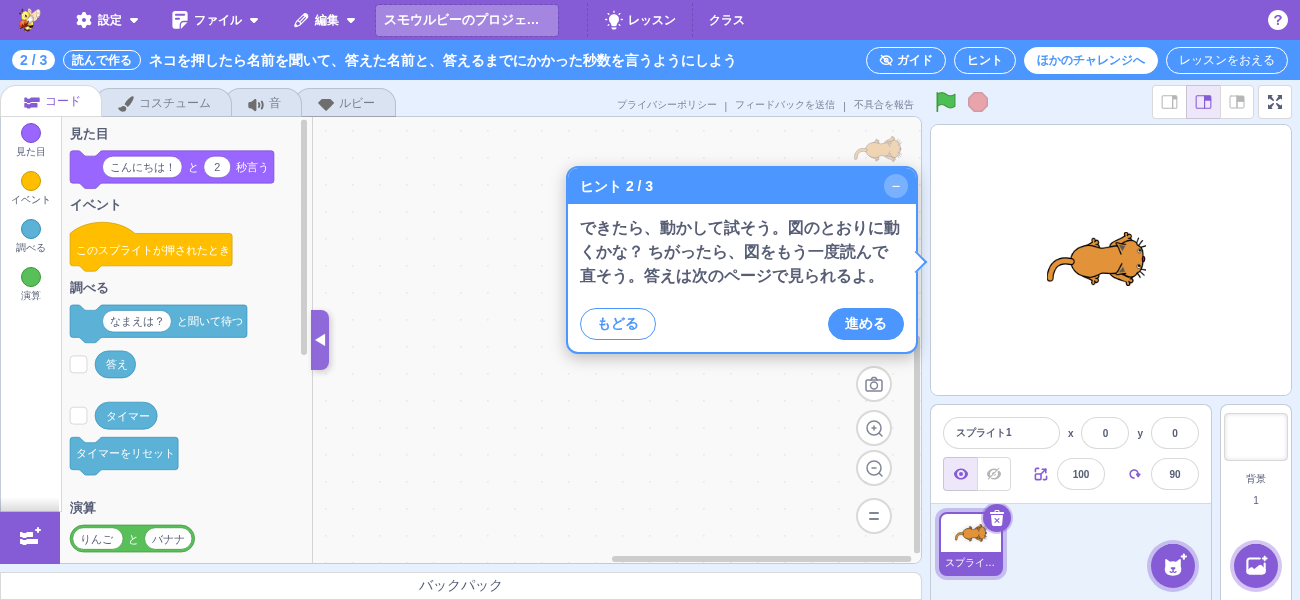 設定
ファイル
編集
スモウルビーのプロジェ…
レッスン
クラス
?
2 / 3
読んで作る
ネコを押したら名前を聞いて、答えた名前と、答えるまでにかかった秒数を言うようにしよう
ガイド
ヒント
ほかのチャレンジへ
レッスンをおえる
コード
コスチューム
音
ルビー
プライバシーポリシー | フィードバックを送信 | 不具合を報告
見た目
イベント
調べる
演算
見た目
こんにちは！ と 2 秒言う
イベント
このスプライトが押されたとき
調べる
なまえは？ と聞いて待つ
答え
タイマー
タイマーをリセット
演算
りんご と バナナ
ヒント 2 / 3
できたら、動かして試そう。図のとおりに動
くかな？ ちがったら、図をもう一度読んで
直そう。答えは次のページで見られるよ。
もどる
進める
スプライト1
x 0
y 0
100
90
スプライ…
背景
1
バックパック